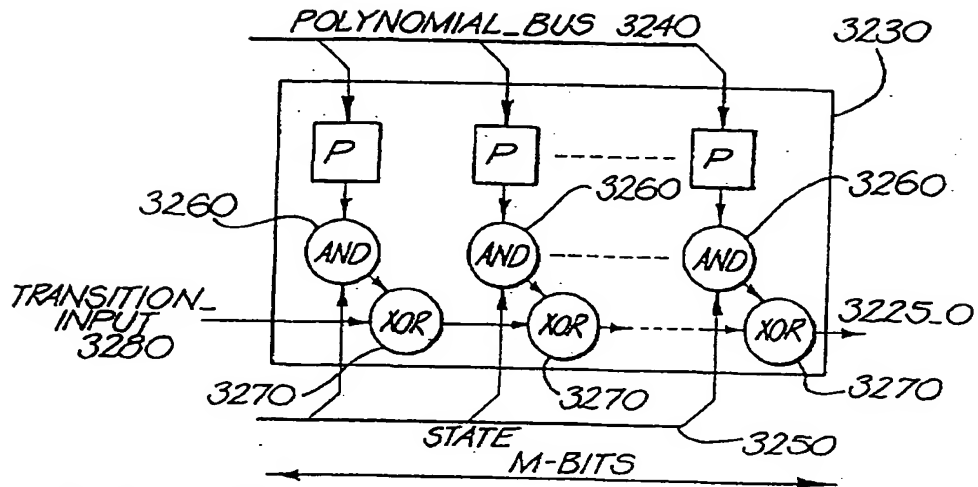 POLYNOMIAL_BUS 3240
3230
P P P
3260
3260
3260
AND AND AND
TRANSITION_
INPUT
3280
XOR XOR XOR
3225_0
3270
3270
3270
STATE
3250
M-BITS